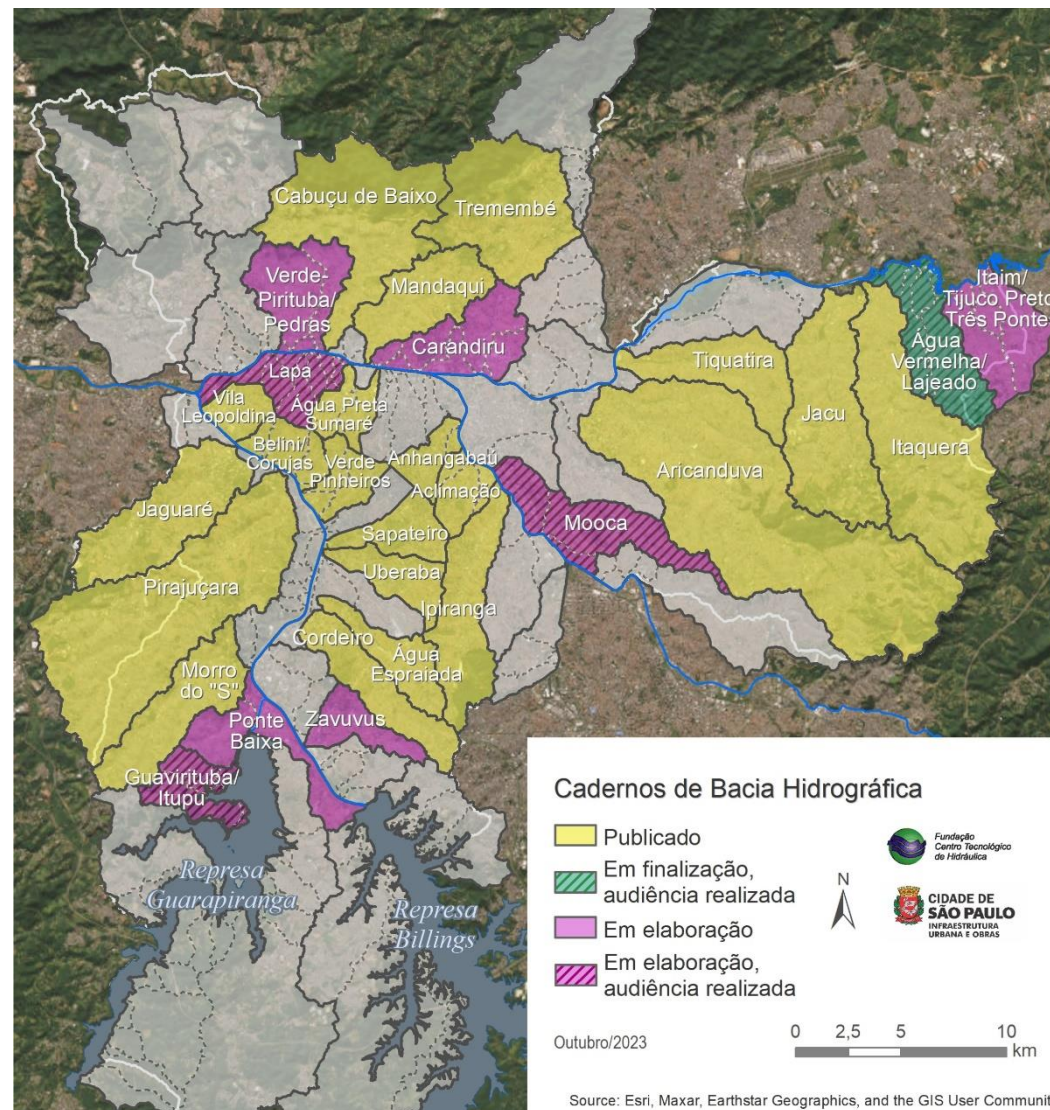 Cabuçu de Baixo
Tremembé
Verde
Pirituba/
Pedras
Mandaqui
Itaim/
Tijuco Preto
Três Ponte
Carandiru
Lapa
Tiquatira
Água
Vermelha/
Lajeado
Vila
Leopoldina
Água Preta
Sumaré
Jacu
Belini/
Corujas
Verde
Pinheiros
Anhangabaú
Aclimação
Aricanduva
Itaquera
Jaguaré
Sapateiro
Mooca
Pirajuçara
Uberaba
Ipiranga
Cordeiro
Água
Espraiada
Morro
do "S"
Ponte
Baixa
Zavuvus
Guavirituba/
Itupu
Represa
Guarapiranga
Represa
Billings
Cadernos de Bacia Hidrográfica
Publicado
Em finalização,
audiência realizada
Em elaboração
Em elaboração,
audiência realizada
Fundação
Centro Tecnológico
de Hidráulica
N
CIDADE DE
SÃO PAULO
INFRAESTRUTURA
URBANA E OBRAS
Outubro/2023
0 2,5 5 10
km
Source: Esri, Maxar, Earthstar Geographics, and the GIS User Communit